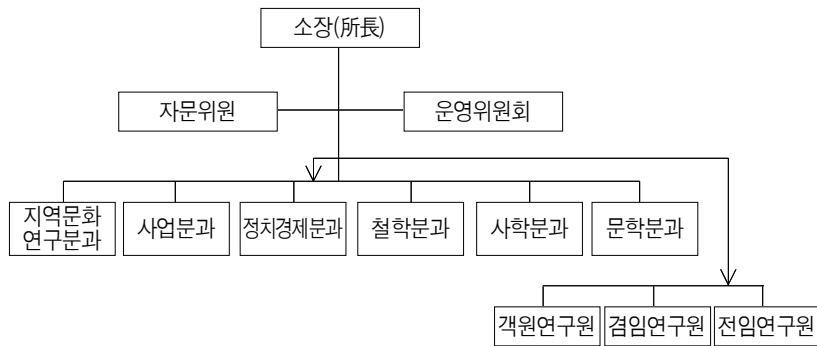 소장(所長)
자문위원
운영위원회
지역문화
연구분과
사업분과
정치경제분과
철학분과
사학분과
문학분과
객원연구원
겸임연구원
전임연구원